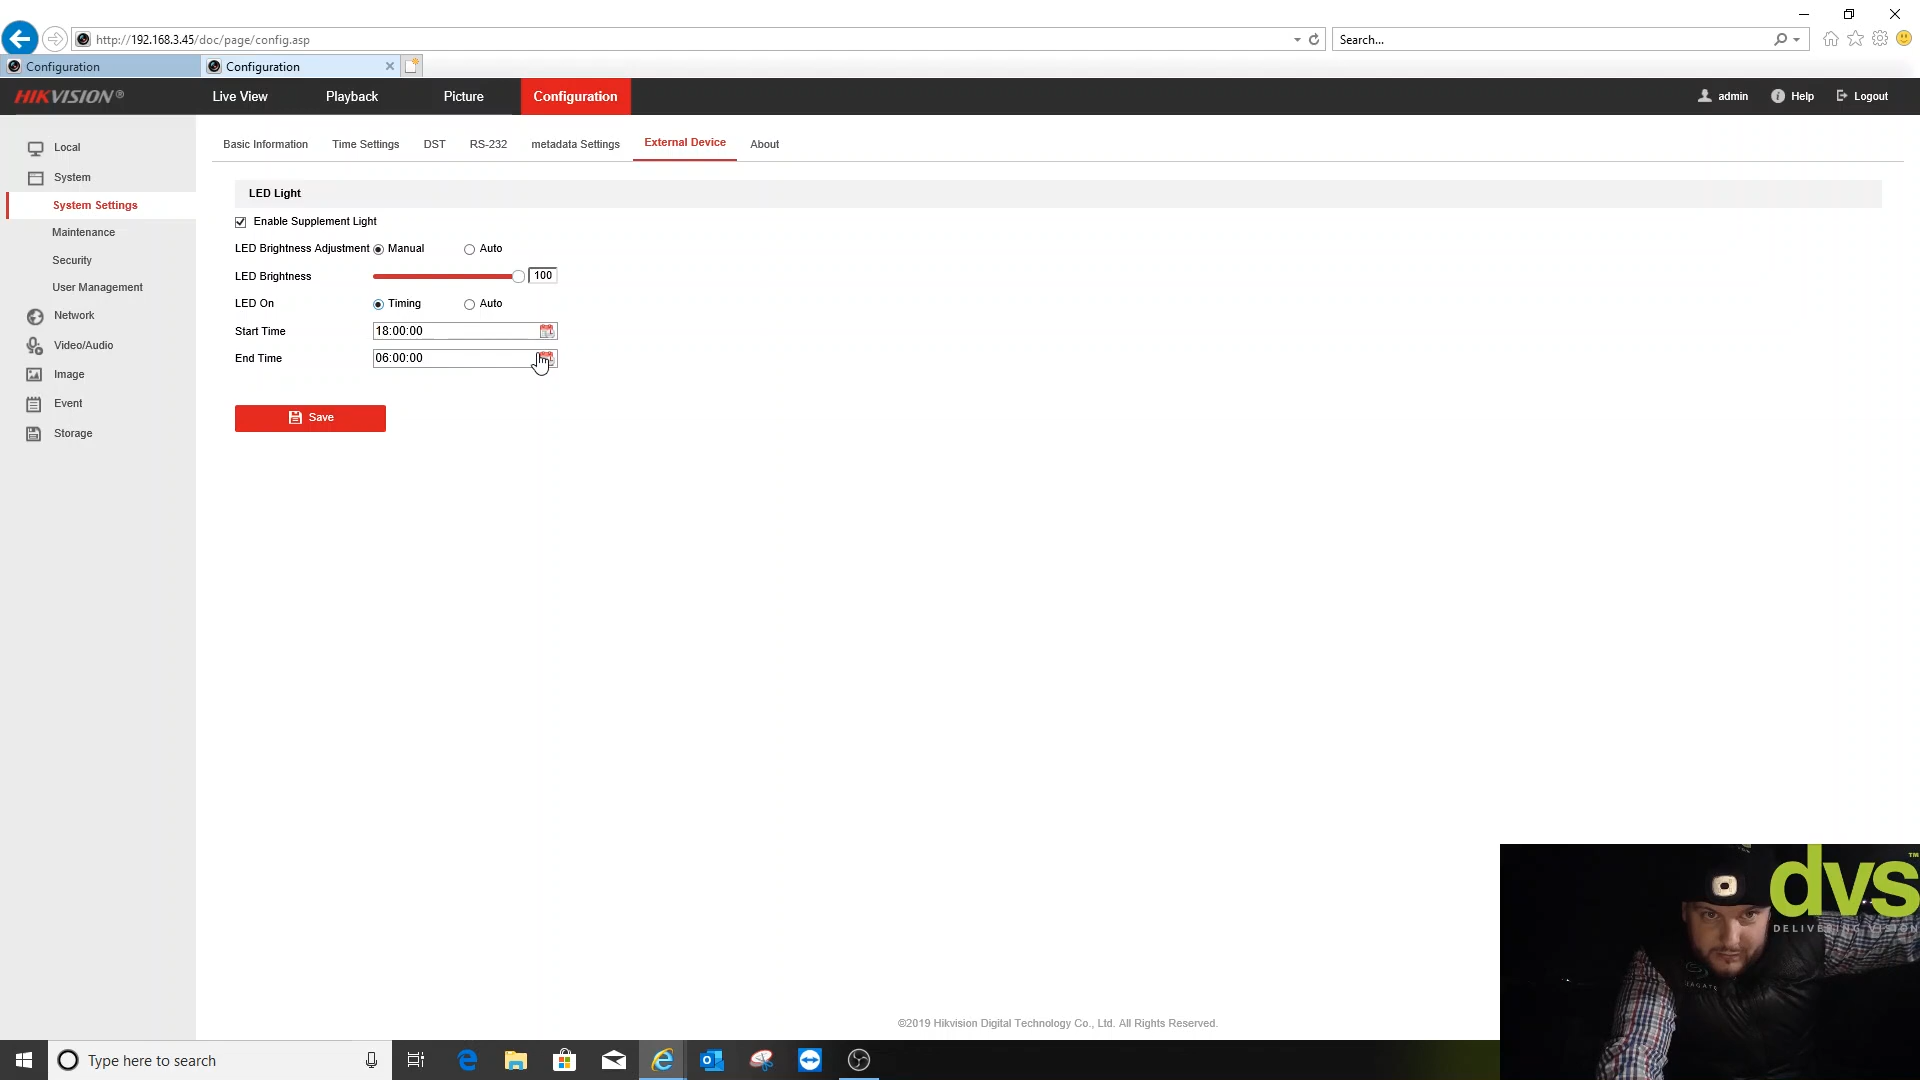 http://192.168.3.45/doc/page/config.asp
Search...
Configuration
Configuration
HIKVISION®
Live View
Playback
Picture
Configuration
admin
Help
Logout
Local
System
System Settings
Maintenance
Security
User Management
Network
Video/Audio
Image
Event
Storage
Basic Information
Time Settings
DST
RS-232
metadata Settings
External Device
About
LED Light
Enable Supplement Light
LED Brightness Adjustment
Manual
Auto
LED Brightness
100
LED On
Timing
Auto
Start Time
18:00:00
End Time
06:00:00
Save
©2019 Hikvision Digital Technology Co., Ltd. All Rights Reserved.
dvs™
DELIVERING VISION
Type here to search